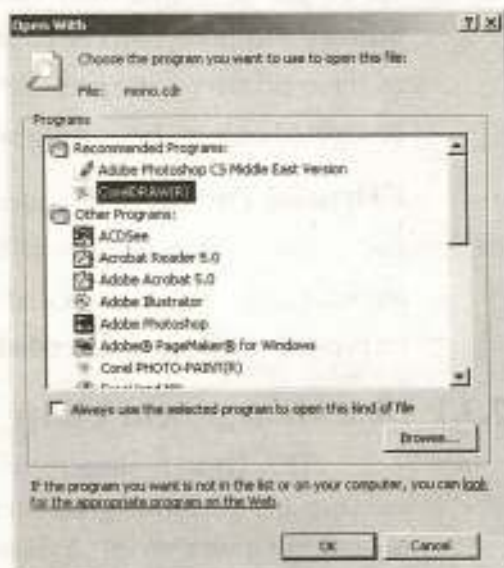 Open With
Choose the program you want to use to open this file:
File: mono.cdr
Programs
Recommended Programs:
Adobe Photoshop CS Middle East Version
CorelDRAW(R)
Other Programs:
ACDSee
Acrobat Reader 5.0
Adobe Acrobat 5.0
Adobe Illustrator
Adobe Photoshop
Adobe® PageMaker® for Windows
Corel PHOTO-PAINT(R)
Always use the selected program to open this kind of file
Browse...
If the program you want is not in the list or on your computer, you can look
for the appropriate program on the Web.
OK
Cancel